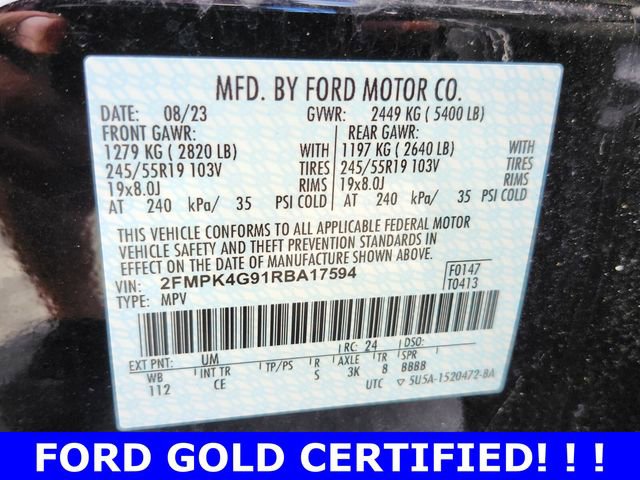 MFD. BY FORD MOTOR CO.
DATE: 08/23 GVWR: 2449 KG ( 5400 LB)
FRONT GAWR: REAR GAWR:
1279 KG ( 2820 LB) WITH 1197 KG ( 2640 LB) WITH
245/55R19 103V TIRES 245/55R19 103V TIRES
19x8.0J RIMS 19x8.0J RIMS
AT 240 kPa/ 35 PSI COLD AT 240 kPa/ 35 PSI COLD
THIS VEHICLE CONFORMS TO ALL APPLICABLE FEDERAL MOTOR
VEHICLE SAFETY AND THEFT PREVENTION STANDARDS IN
EFFECT ON THE DATE OF MANUFACTURE SHOWN ABOVE.
VIN: 2FMPK4G91RBA17594 F0147
TYPE: MPV T0413
EXT PNT: UM RC: 24 DSO:
WB INT TR TP/PS R AXLE TR SPR
112 CE S 3K 8 BBBB
UTC ▽ 5U5A-1520472-BA
FORD GOLD CERTIFIED! ! !